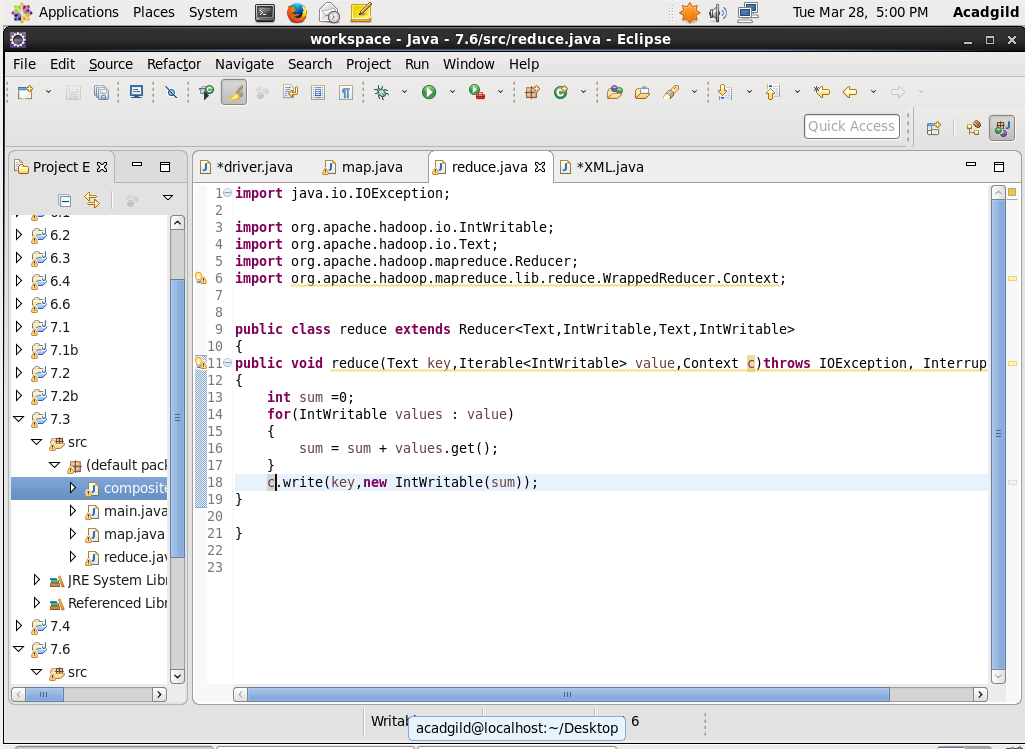 Applications Places System Tue Mar 28, 5:00 PM Acadgild
workspace - Java - 7.6/src/reduce.java - Eclipse
File Edit Source Refactor Navigate Search Project Run Window Help
Quick Access
Project E
*driver.java map.java reduce.java *XML.java
6.2
6.3
6.4
6.6
7.1
7.1b
7.2
7.2b
7.3
src
(default pack
composite
main.java
map.java
reduce.jav
JRE System Libr
Referenced Libr
7.4
7.6
src
1 import java.io.IOException;
2
3 import org.apache.hadoop.io.IntWritable;
4 import org.apache.hadoop.io.Text;
5 import org.apache.hadoop.mapreduce.Reducer;
6 import org.apache.hadoop.mapreduce.lib.reduce.WrappedReducer.Context;
7
8
9 public class reduce extends Reducer<Text,IntWritable,Text,IntWritable>
10 {
11 public void reduce(Text key,Iterable<IntWritable> value,Context c)throws IOException, Interrup
12 {
13 int sum =0;
14 for(IntWritable values : value)
15 {
16 sum = sum + values.get();
17 }
18 c.write(key,new IntWritable(sum));
19 }
20
21 }
22
23
Writab 6
acadgild@localhost:~/Desktop